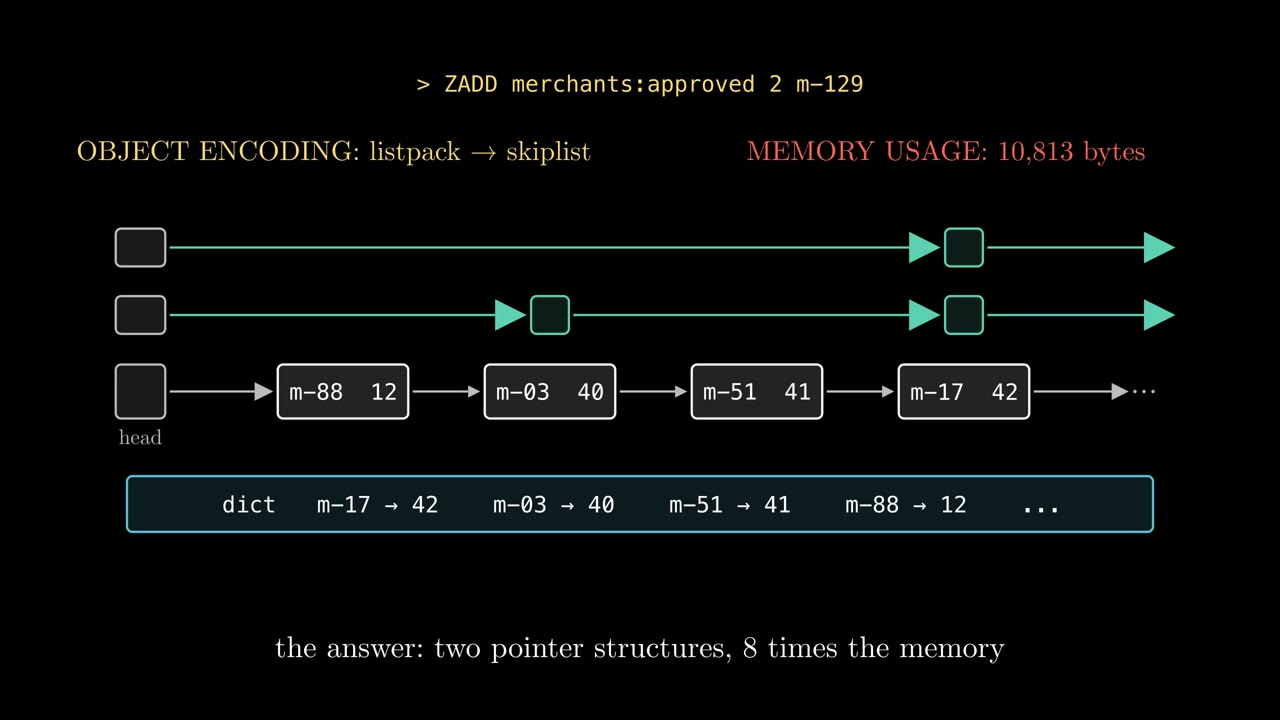 > ZADD merchants:approved 2 m-129
OBJECT ENCODING: listpack → skiplist
MEMORY USAGE: 10,813 bytes
m-88 12
m-03 40
m-51 41
m-17 42
...
head
dict m-17 → 42 m-03 → 40 m-51 → 41 m-88 → 12 ...
the answer: two pointer structures, 8 times the memory